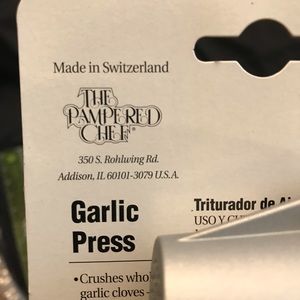 Made in Switzerland
THE
PAMPERED
CHEF®
350 S. Rohlwing Rd.
Addison, IL 60101-3079 U.S.A.
Garlic
Press
•Crushes
garlic cloves
Triturador de
USO Y